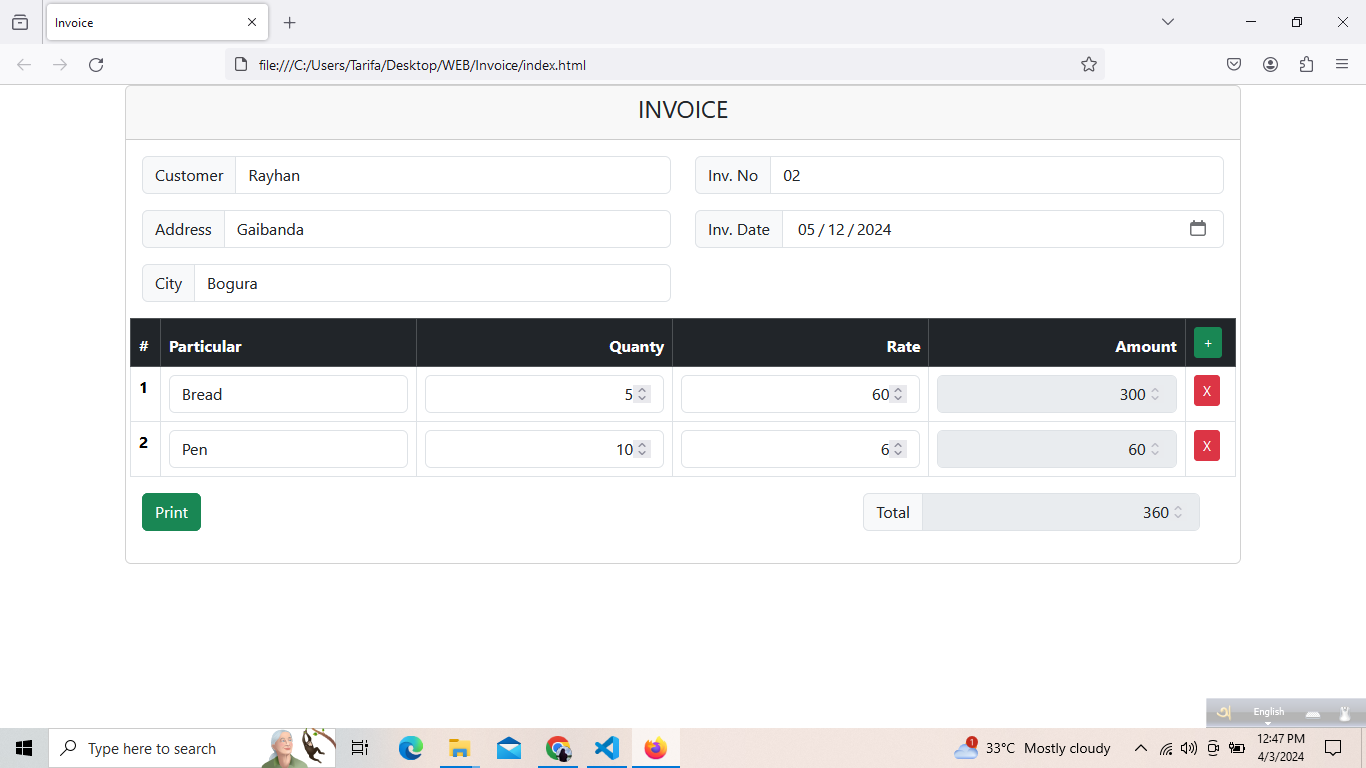 Invoice
file:///C:/Users/Tarifa/Desktop/WEB/Invoice/index.html
INVOICE
Customer Rayhan Inv. No 02
Address Gaibanda Inv. Date 05 / 12 / 2024
City Bogura
# Particular Quanty Rate Amount +
1 Bread 5 60 300 X
2 Pen 10 6 60 X
Print Total 360
অ English
Type here to search 1 33°C Mostly cloudy 12:47 PM
4/3/2024